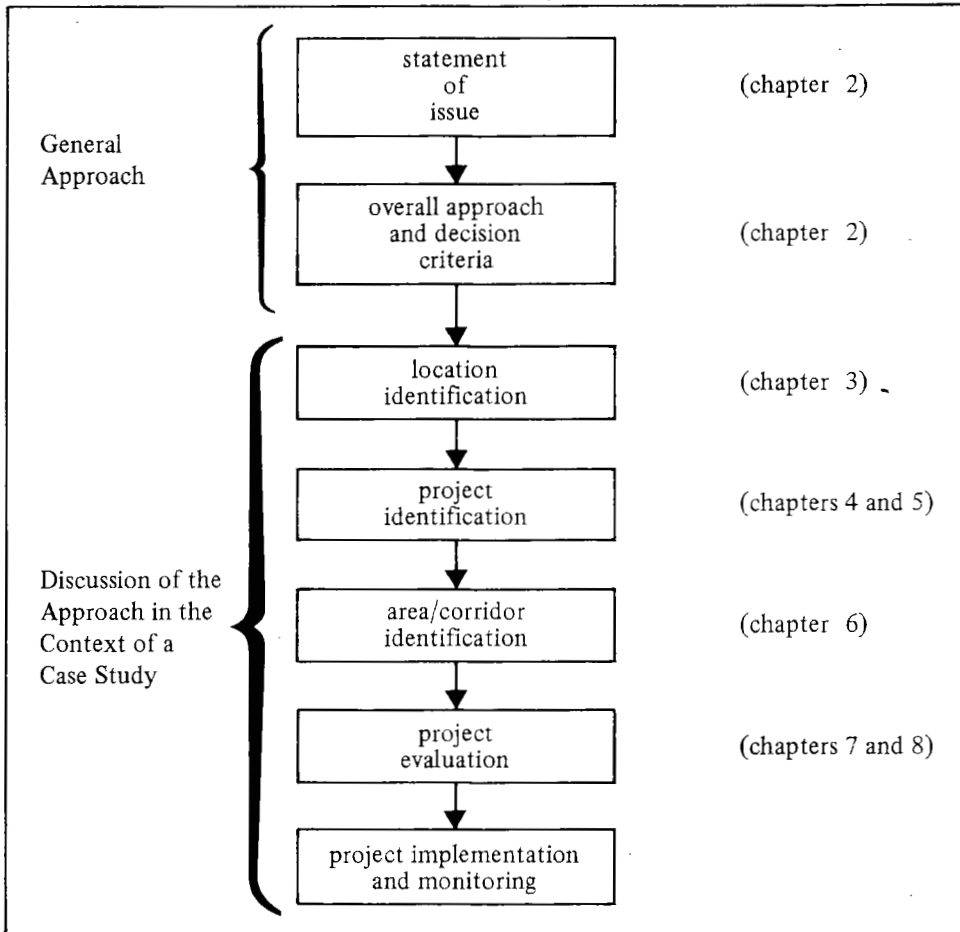 statement
of
issue
(chapter 2)
General
Approach
overall approach
and decision
criteria
(chapter 2)
location
identification
(chapter 3)
project
identification
(chapters 4 and 5)
Discussion of the
Approach in the
Context of a
Case Study
area/corridor
identification
(chapter 6)
project
evaluation
(chapters 7 and 8)
project implementation
and monitoring